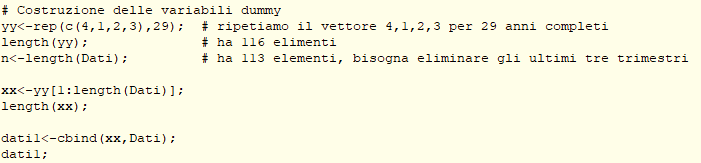 # Costruzione delle variabili dummy
yy<-rep(c(4,1,2,3),29); # ripetiamo il vettore 4,1,2,3 per 29 anni completi
length(yy); # ha 116 elimenti
n<-length(Dati); # ha 113 elementi, bisogna eliminare gli ultimi tre trimestri
xx<-yy[1:length(Dati)];
length(xx);
dati1<-cbind(xx,Dati);
dati1;